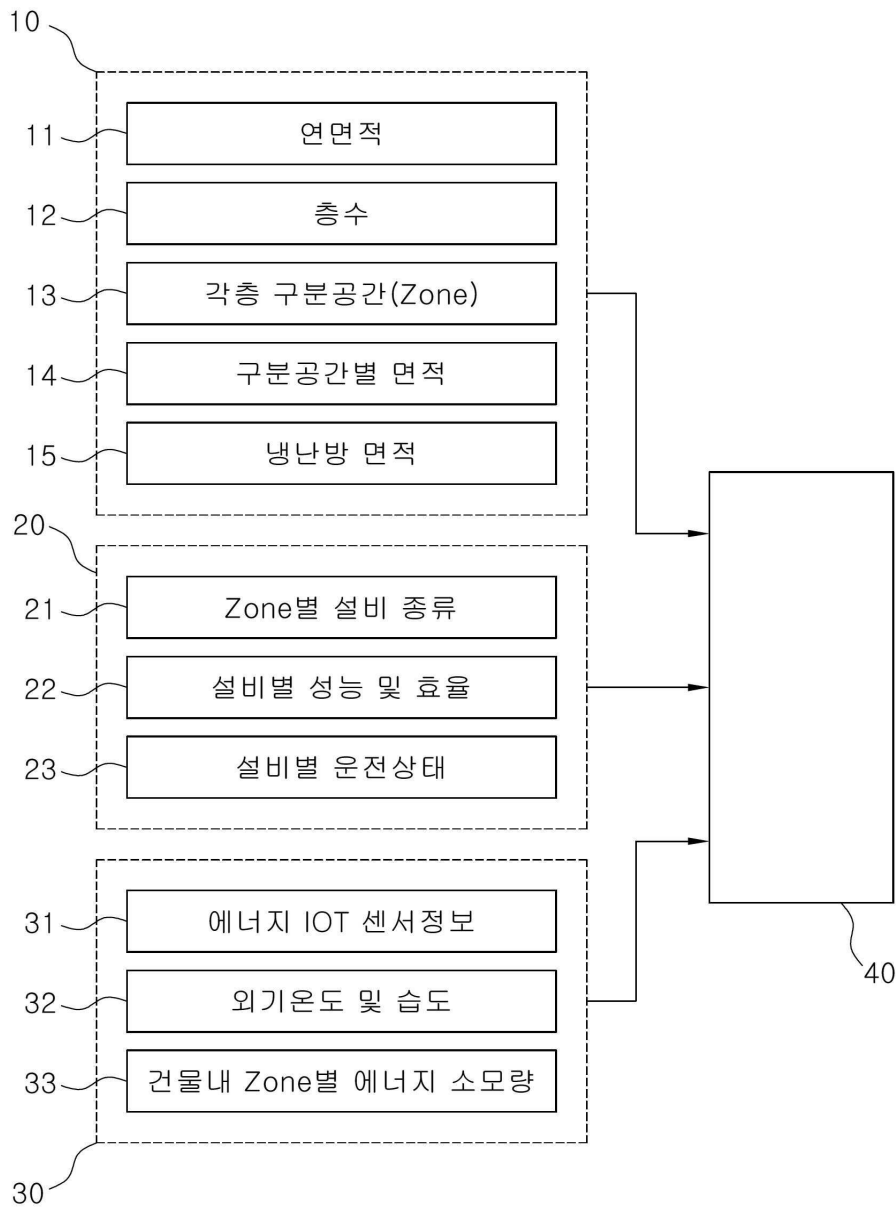 10
11 연면적
12 층수
13 각층 구분공간(Zone)
14 구분공간별 면적
15 냉난방 면적
20
21 Zone별 설비 종류
22 설비별 성능 및 효율
23 설비별 운전상태
31 에너지 IOT 센서정보
40
32 외기온도 및 습도
33 건물내 Zone별 에너지 소모량
30